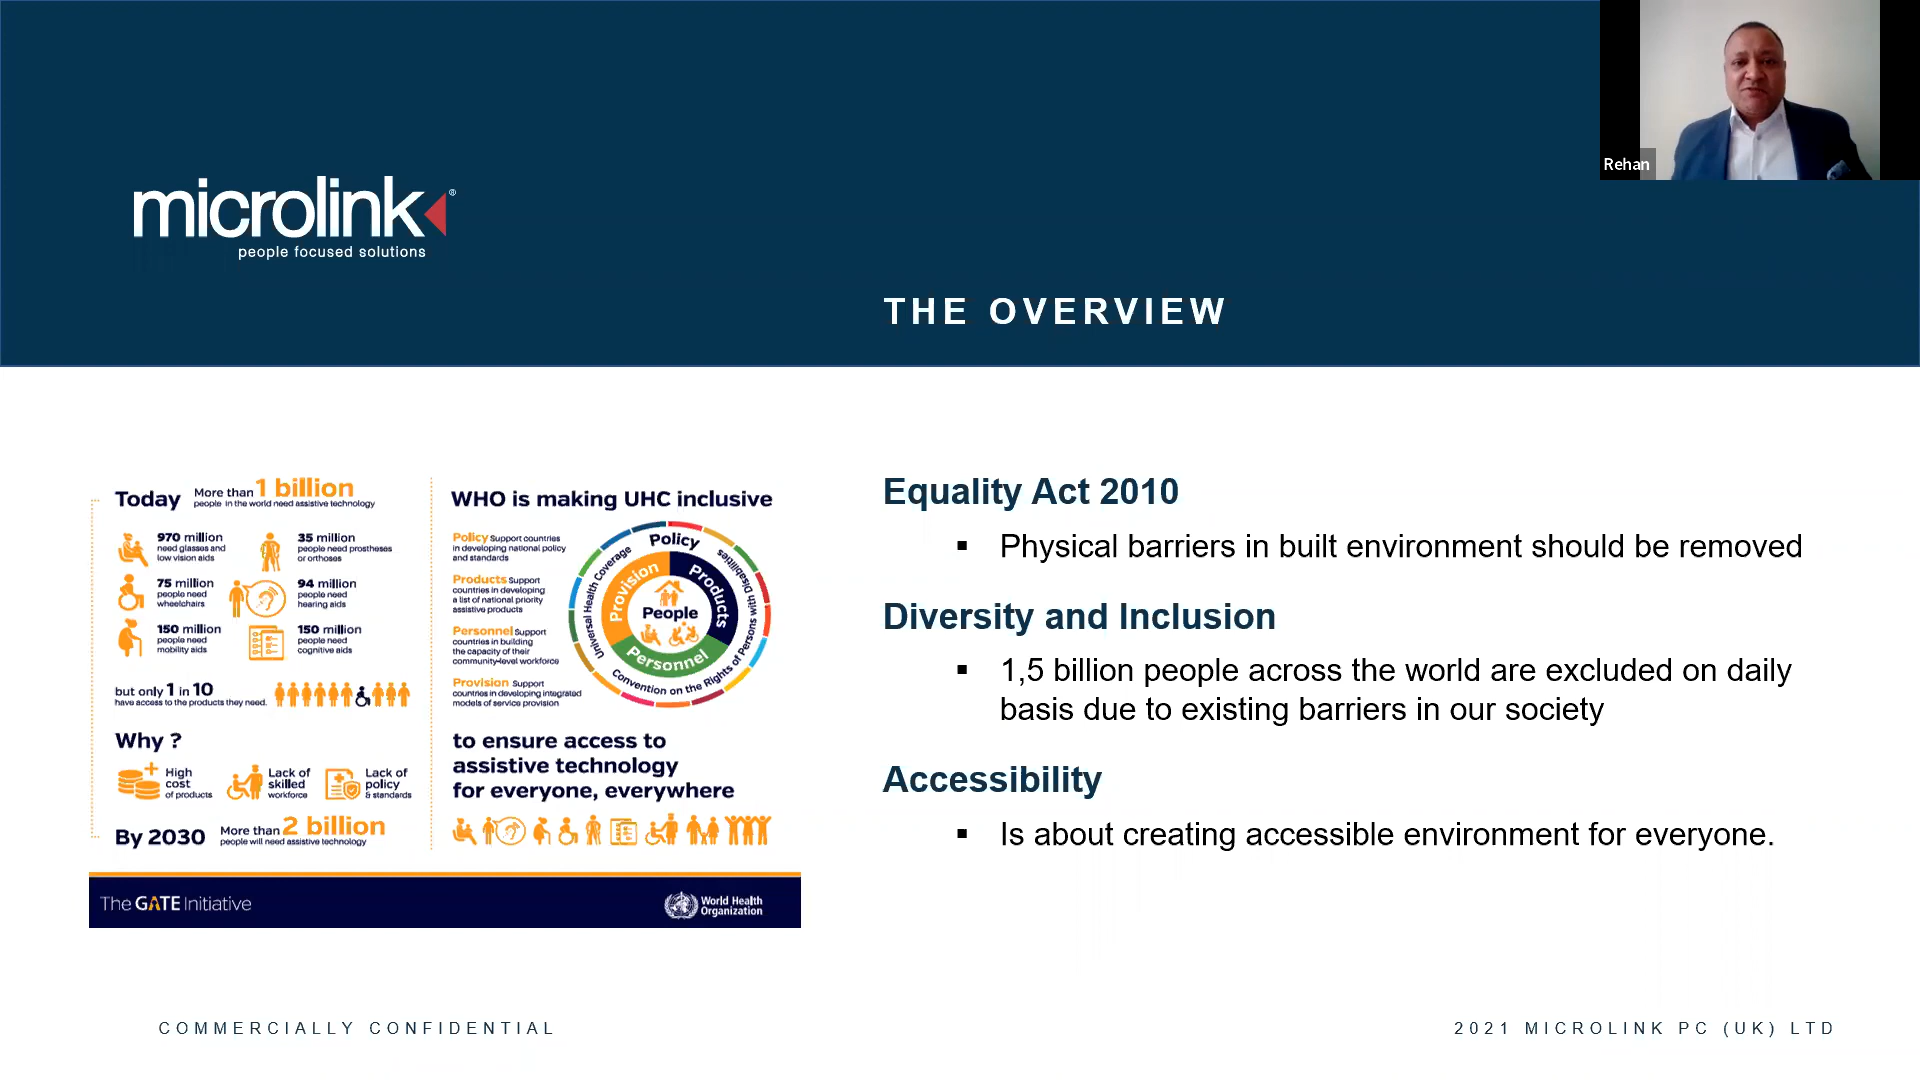 Rehan
microlink®
people focused solutions
THE OVERVIEW
Today More than 1 billion
people in the world need assistive technology
970 million
need glasses and
low vision aids
35 million
people need prostheses
or orthoses
75 million
people need
wheelchairs
94 million
people need
hearing aids
150 million
people need
mobility aids
150 million
people need
cognitive aids
but only 1 in 10
have access to the products they need.
Why ?
High
cost
of products
Lack of
skilled
workforce
Lack of
policy
& standards
By 2030 More than 2 billion
people will need assistive technology
WHO is making UHC inclusive
Policy Support countries
in developing national policy
and standards
Products Support
countries in developing
a list of national priority
assistive products
Personnel Support
countries in building
the capacity of their
community-level workforce
Provision Support
countries in developing integrated
models of service provision
Policy
Universal Health Coverage
Convention on the Rights of Persons with Disabilities
Provision
Products
Personnel
People
to ensure access to
assistive technology
for everyone, everywhere
The GATE Initiative
World Health
Organization
Equality Act 2010
▪ Physical barriers in built environment should be removed
Diversity and Inclusion
▪ 1,5 billion people across the world are excluded on daily
basis due to existing barriers in our society
Accessibility
▪ Is about creating accessible environment for everyone.
COMMERCIALLY CONFIDENTIAL
2021 MICROLINK PC (UK) LTD